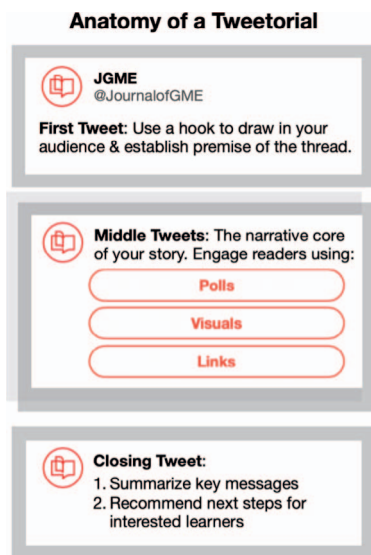 Anatomy of a Tweetorial
JGME
@JournalofGME
First Tweet: Use a hook to draw in your
audience & establish premise of the thread.
Middle Tweets: The narrative core
of your story. Engage readers using:
Polls
Visuals
Links
Closing Tweet:
1. Summarize key messages
2. Recommend next steps for
interested learners